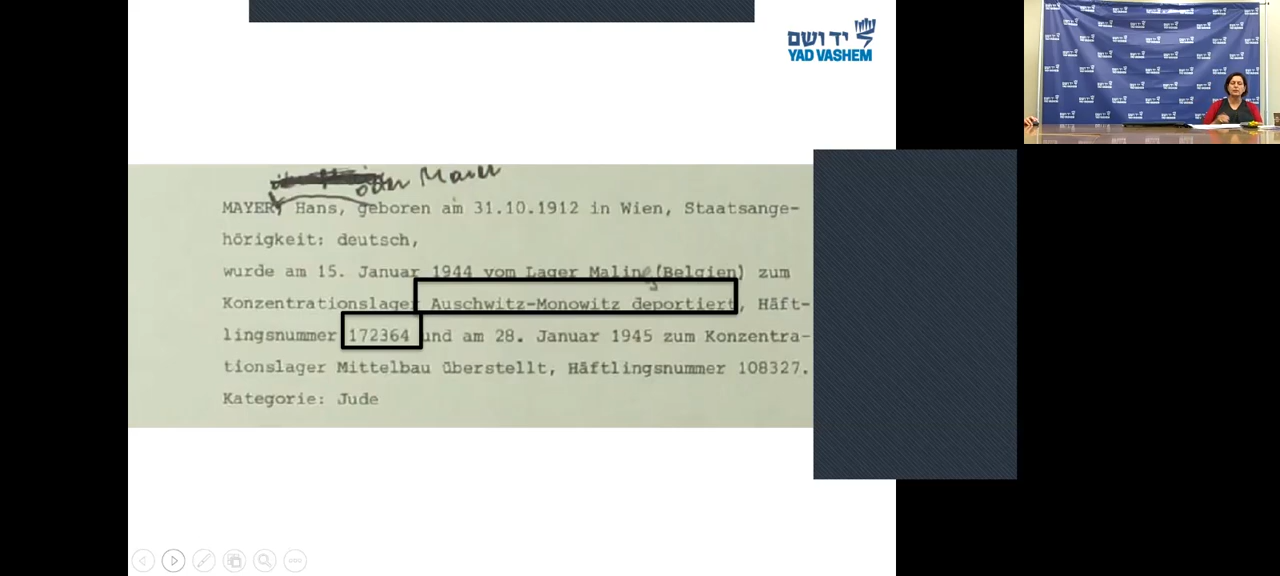 יד ושם
YAD VASHEM
oder Maier
MAYER, Hans, geboren am 31.10.1912 in Wien, Staatsange-
hörigkeit: deutsch,
wurde am 15. Januar 1944 vom Lager Malines (Belgien) zum
Konzentrationslager Auschwitz-Monowitz deportiert, Häft-
lingsnummer 172364 und am 28. Januar 1945 zum Konzentra-
tionslager Mittelbau überstellt, Häftlingsnummer 108327.
Kategorie: Jude